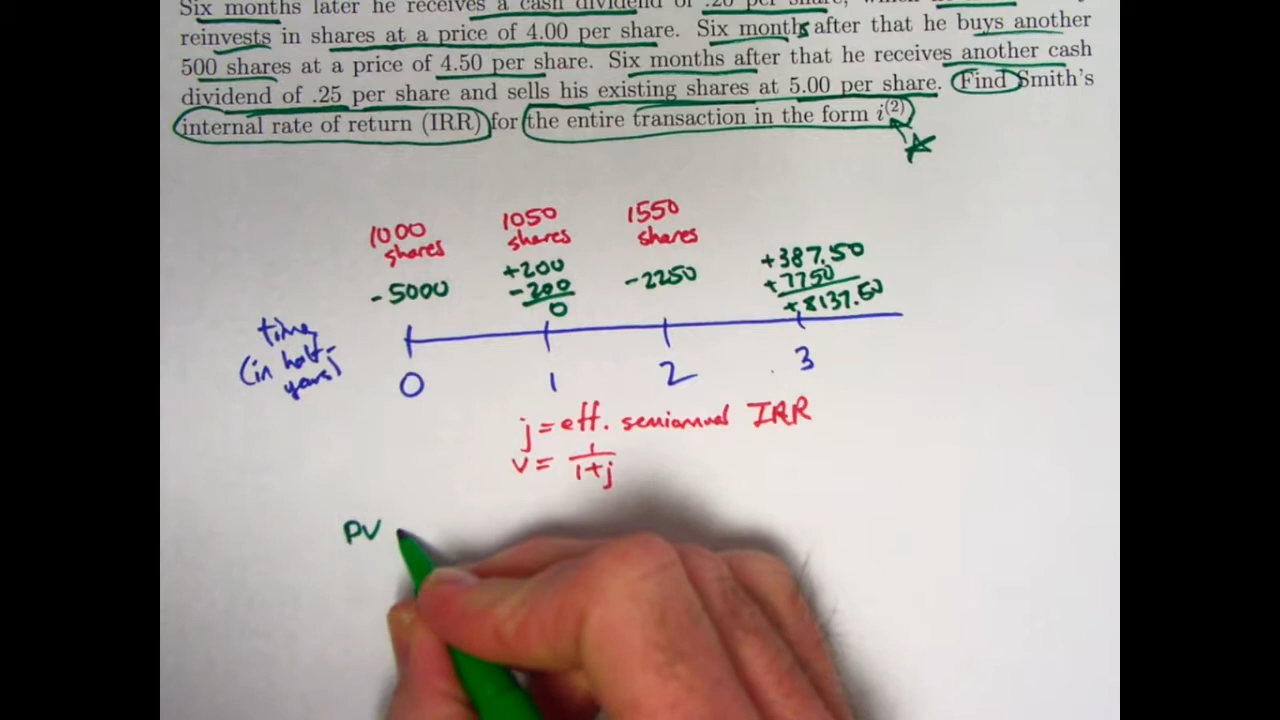 Six months later he receives a cash dividend of .20 per share, which he
reinvests in shares at a price of 4.00 per share. Six months after that he buys another
500 shares at a price of 4.50 per share. Six months after that he receives another cash
dividend of .25 per share and sells his existing shares at 5.00 per share. Find Smith's
internal rate of return (IRR) for the entire transaction in the form i^(2)
1000 shares
1050 shares
1550 shares
-5000
+200
-200
0
-2250
+387.50
+7750
+8137.50
time
(in half-
years)
0 1 2 3
j = eff. semiannual IRR
v = 1/(1+j)
PV